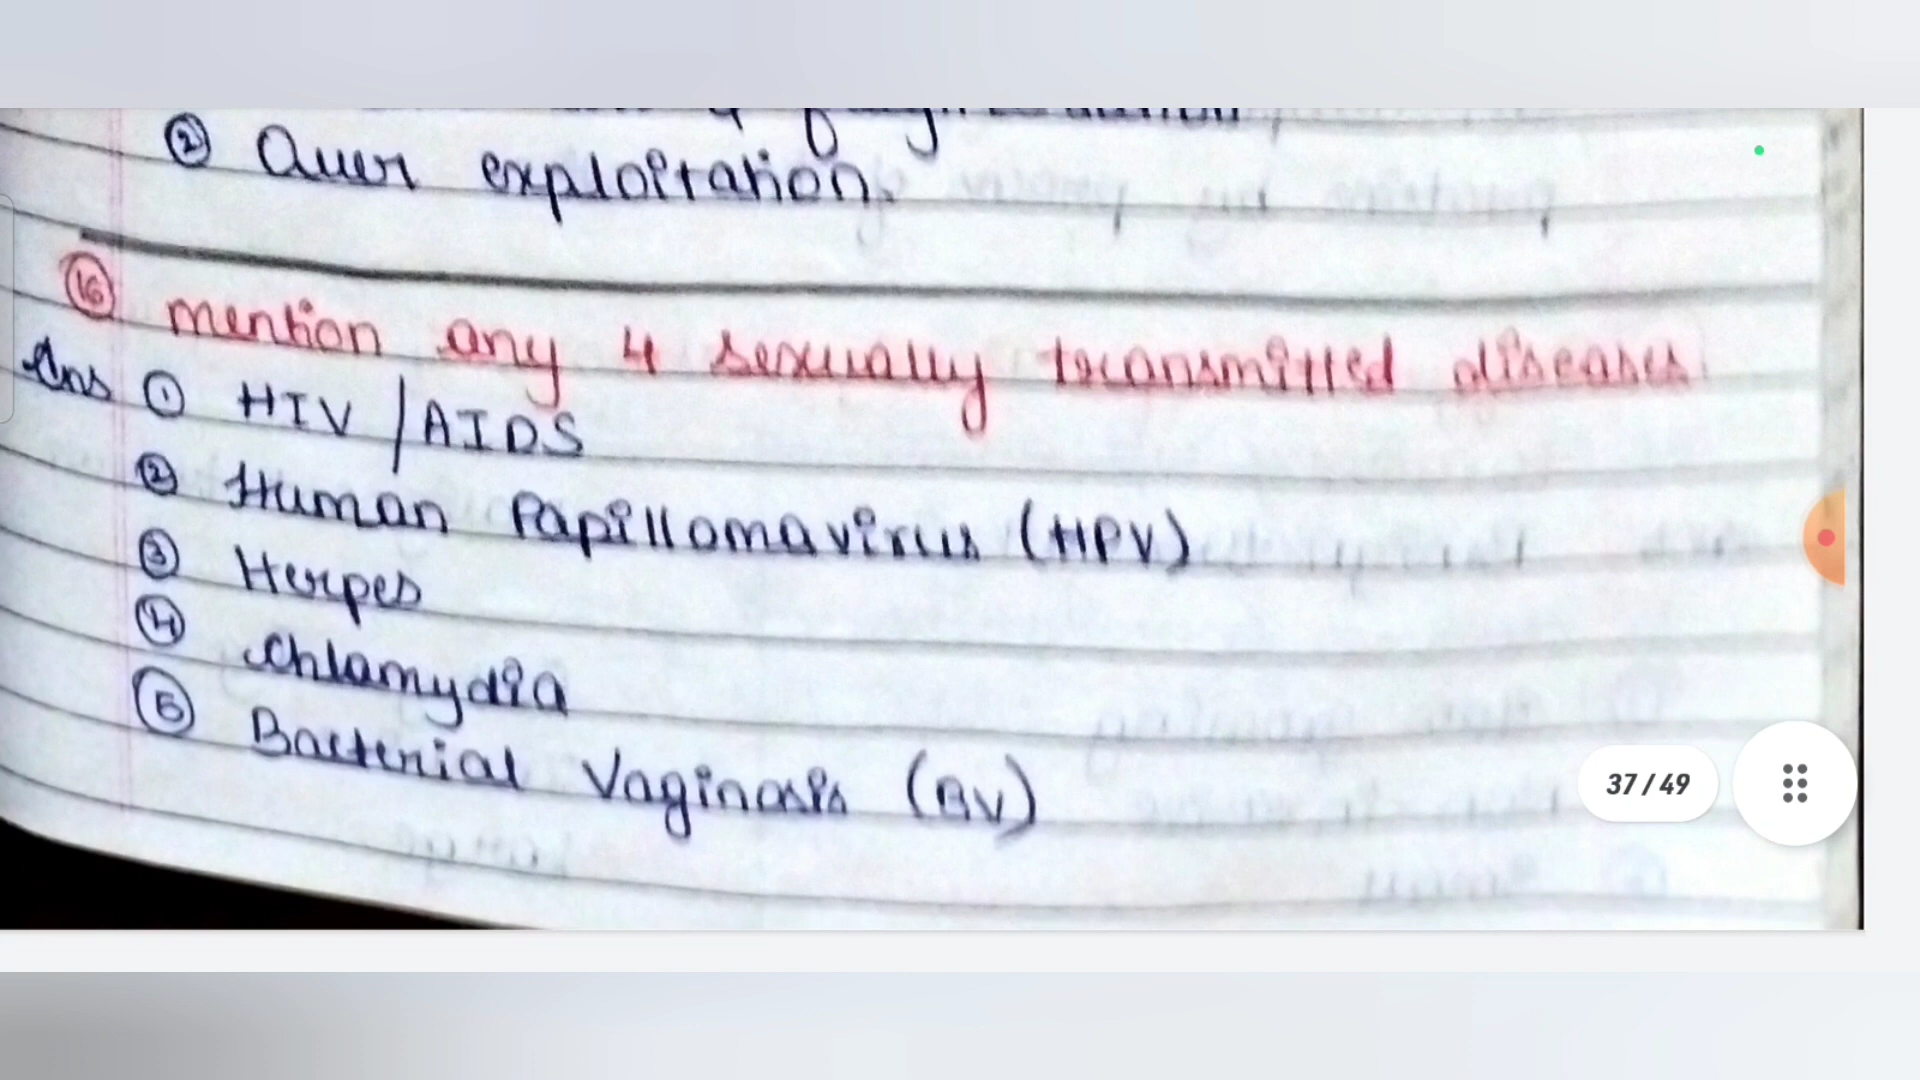 ② Over exploitation.
⑯ mention any 4 sexually transmitted diseases
Ans ① HIV / AIDS
② Human Papillomavirus (HPV)
③ Herpes
④ Chlamydia
⑤ Bacterial Vaginosis (BV)
37 / 49